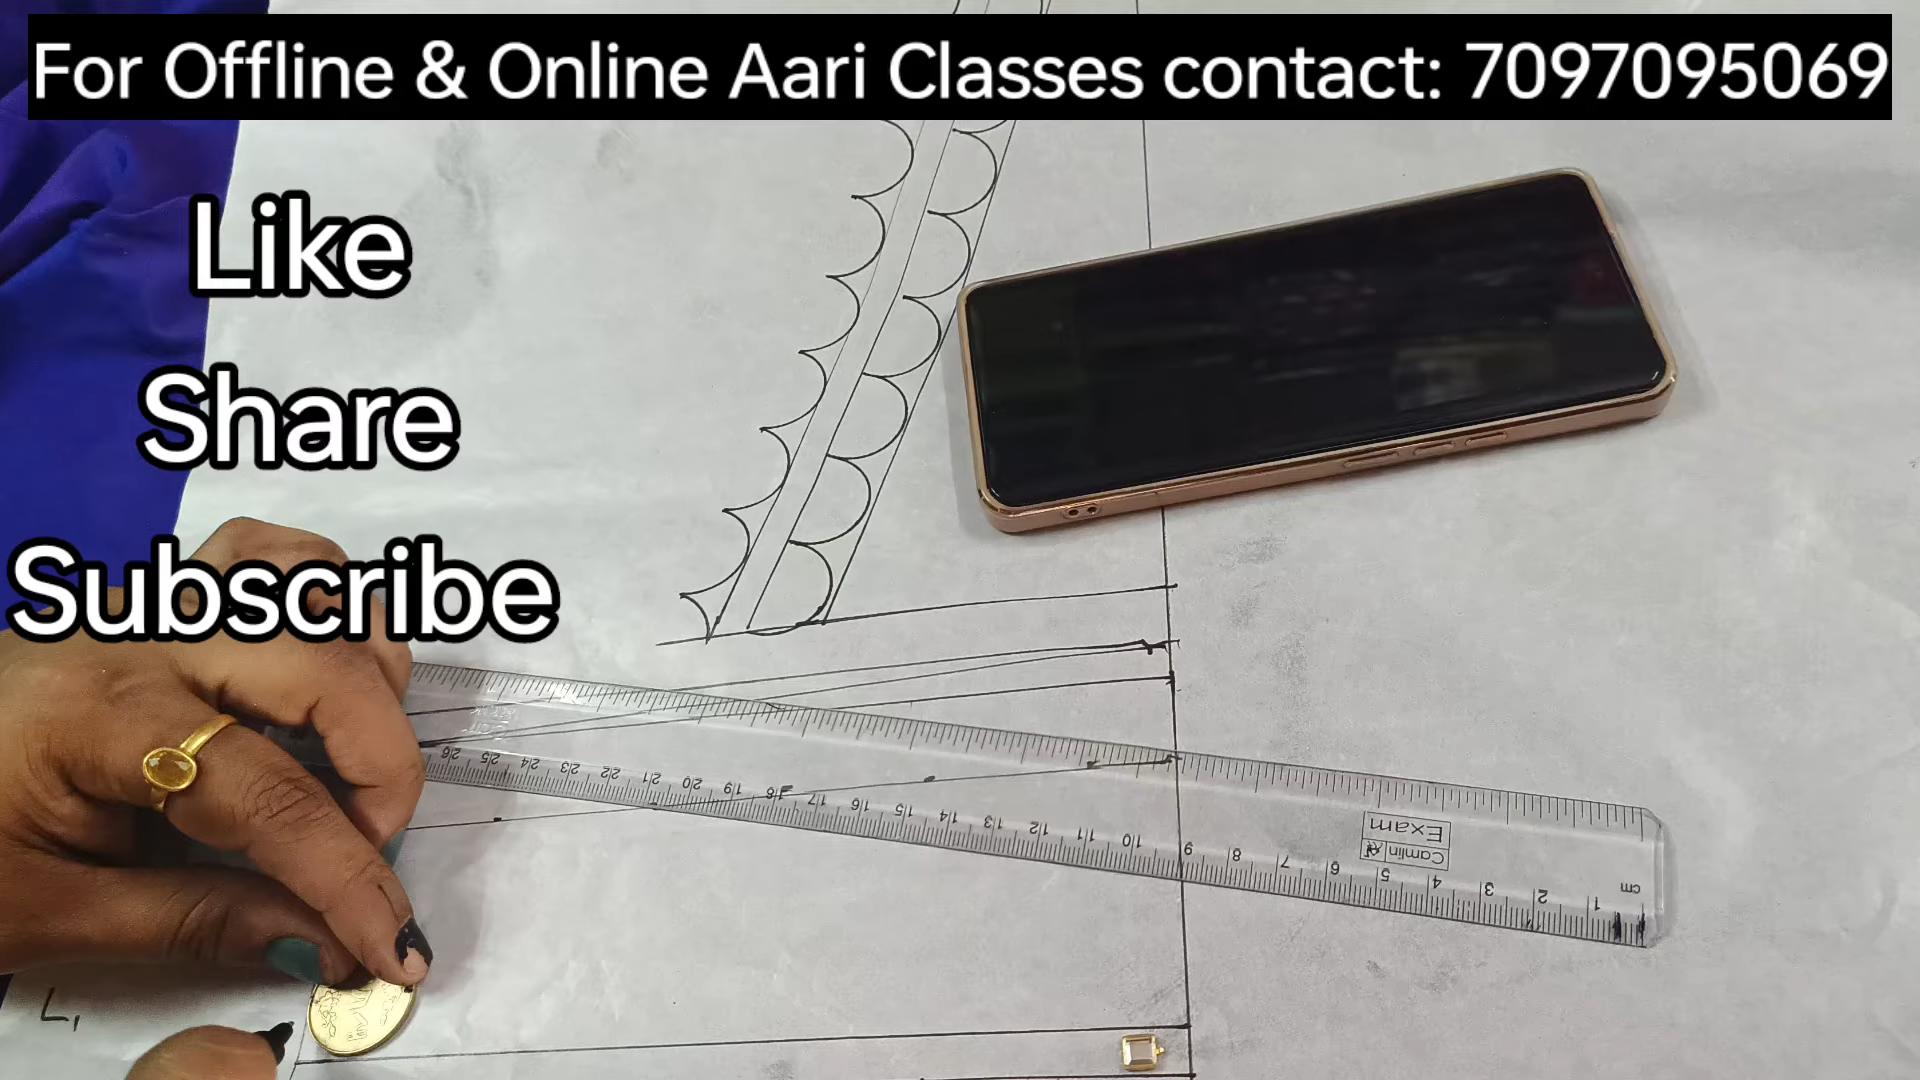 For Offline & Online Aari Classes contact: 7097095069
Like
Share
Subscribe
26 25 24 23 22 21 20 19 18 17 16 15 14 13 12 11 10 9 8 7 6 5 4 3 2 1
Exam
Camlin
cm